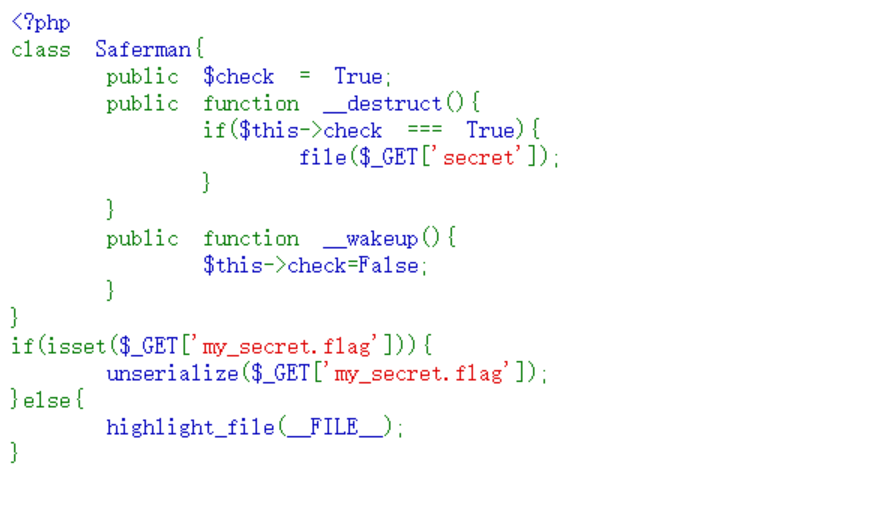 <?php
class Saferman{
public $check = True;
public function __destruct(){
if($this->check === True){
file($_GET['secret']);
}
}
public function __wakeup(){
$this->check=False;
}
}
if(isset($_GET['my_secret.flag'])){
unserialize($_GET['my_secret.flag']);
}else{
highlight_file(__FILE__);
}